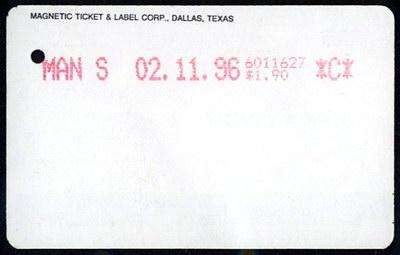 MAGNETIC TICKET & LABEL CORP., DALLAS, TEXAS
MAN S 02.11.96 6011627 *C*
$1.90